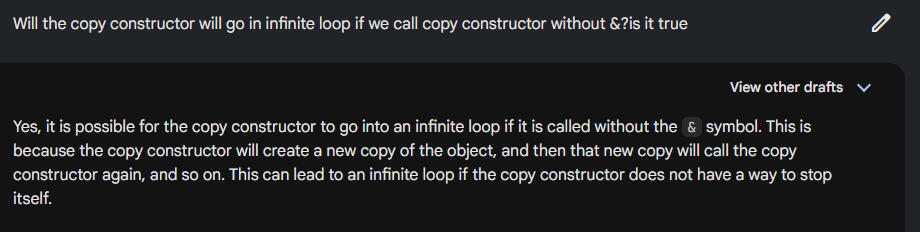 Will the copy constructor will go in infinite loop if we call copy constructor without &?is it true
View other drafts
Yes, it is possible for the copy constructor to go into an infinite loop if it is called without the & symbol. This is
because the copy constructor will create a new copy of the object, and then that new copy will call the copy
constructor again, and so on. This can lead to an infinite loop if the copy constructor does not have a way to stop
itself.